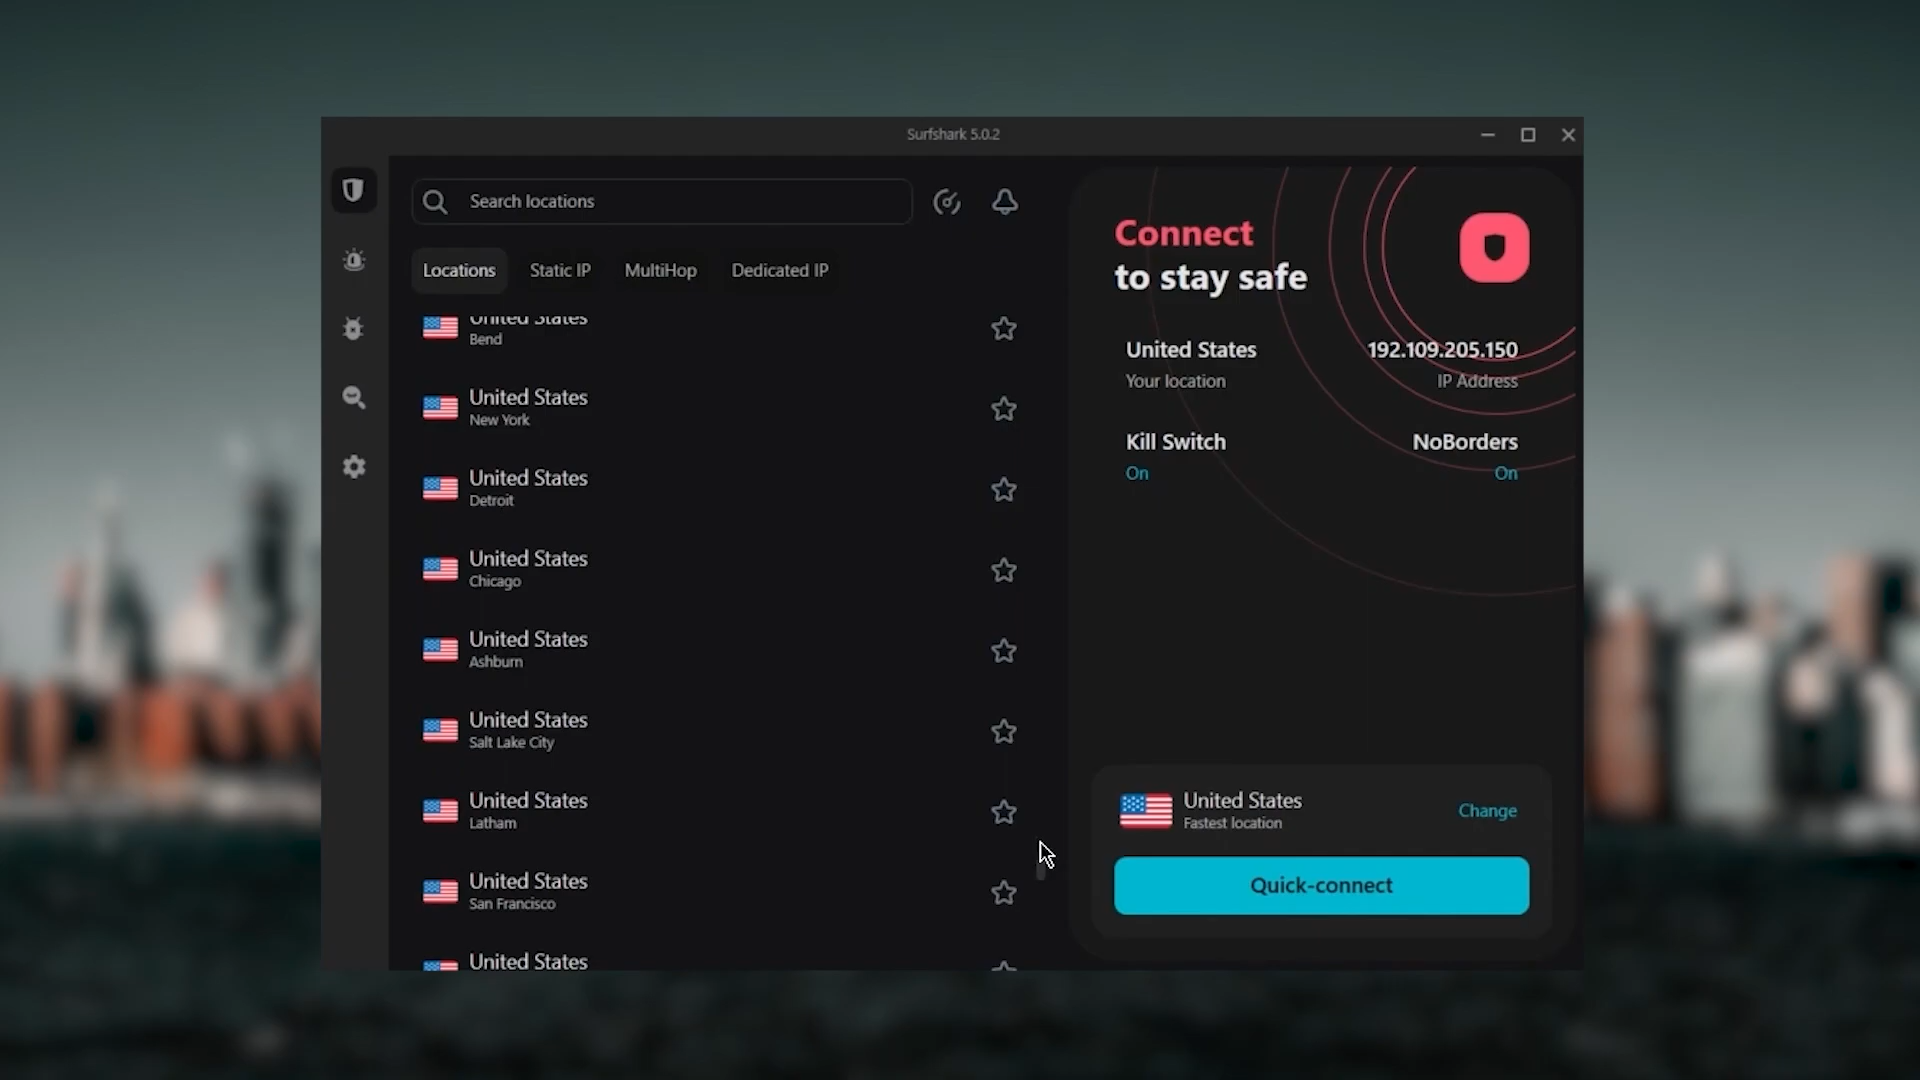 Surfshark 5.0.2
Search locations
Locations
Static IP
MultiHop
Dedicated IP
United States
Bend
United States
New York
United States
Detroit
United States
Chicago
United States
Ashburn
United States
Salt Lake City
United States
Latham
United States
San Francisco
United States
Connect
to stay safe
United States
192.109.205.150
Your location
IP Address
Kill Switch
NoBorders
On
On
United States
Fastest location
Change
Quick-connect